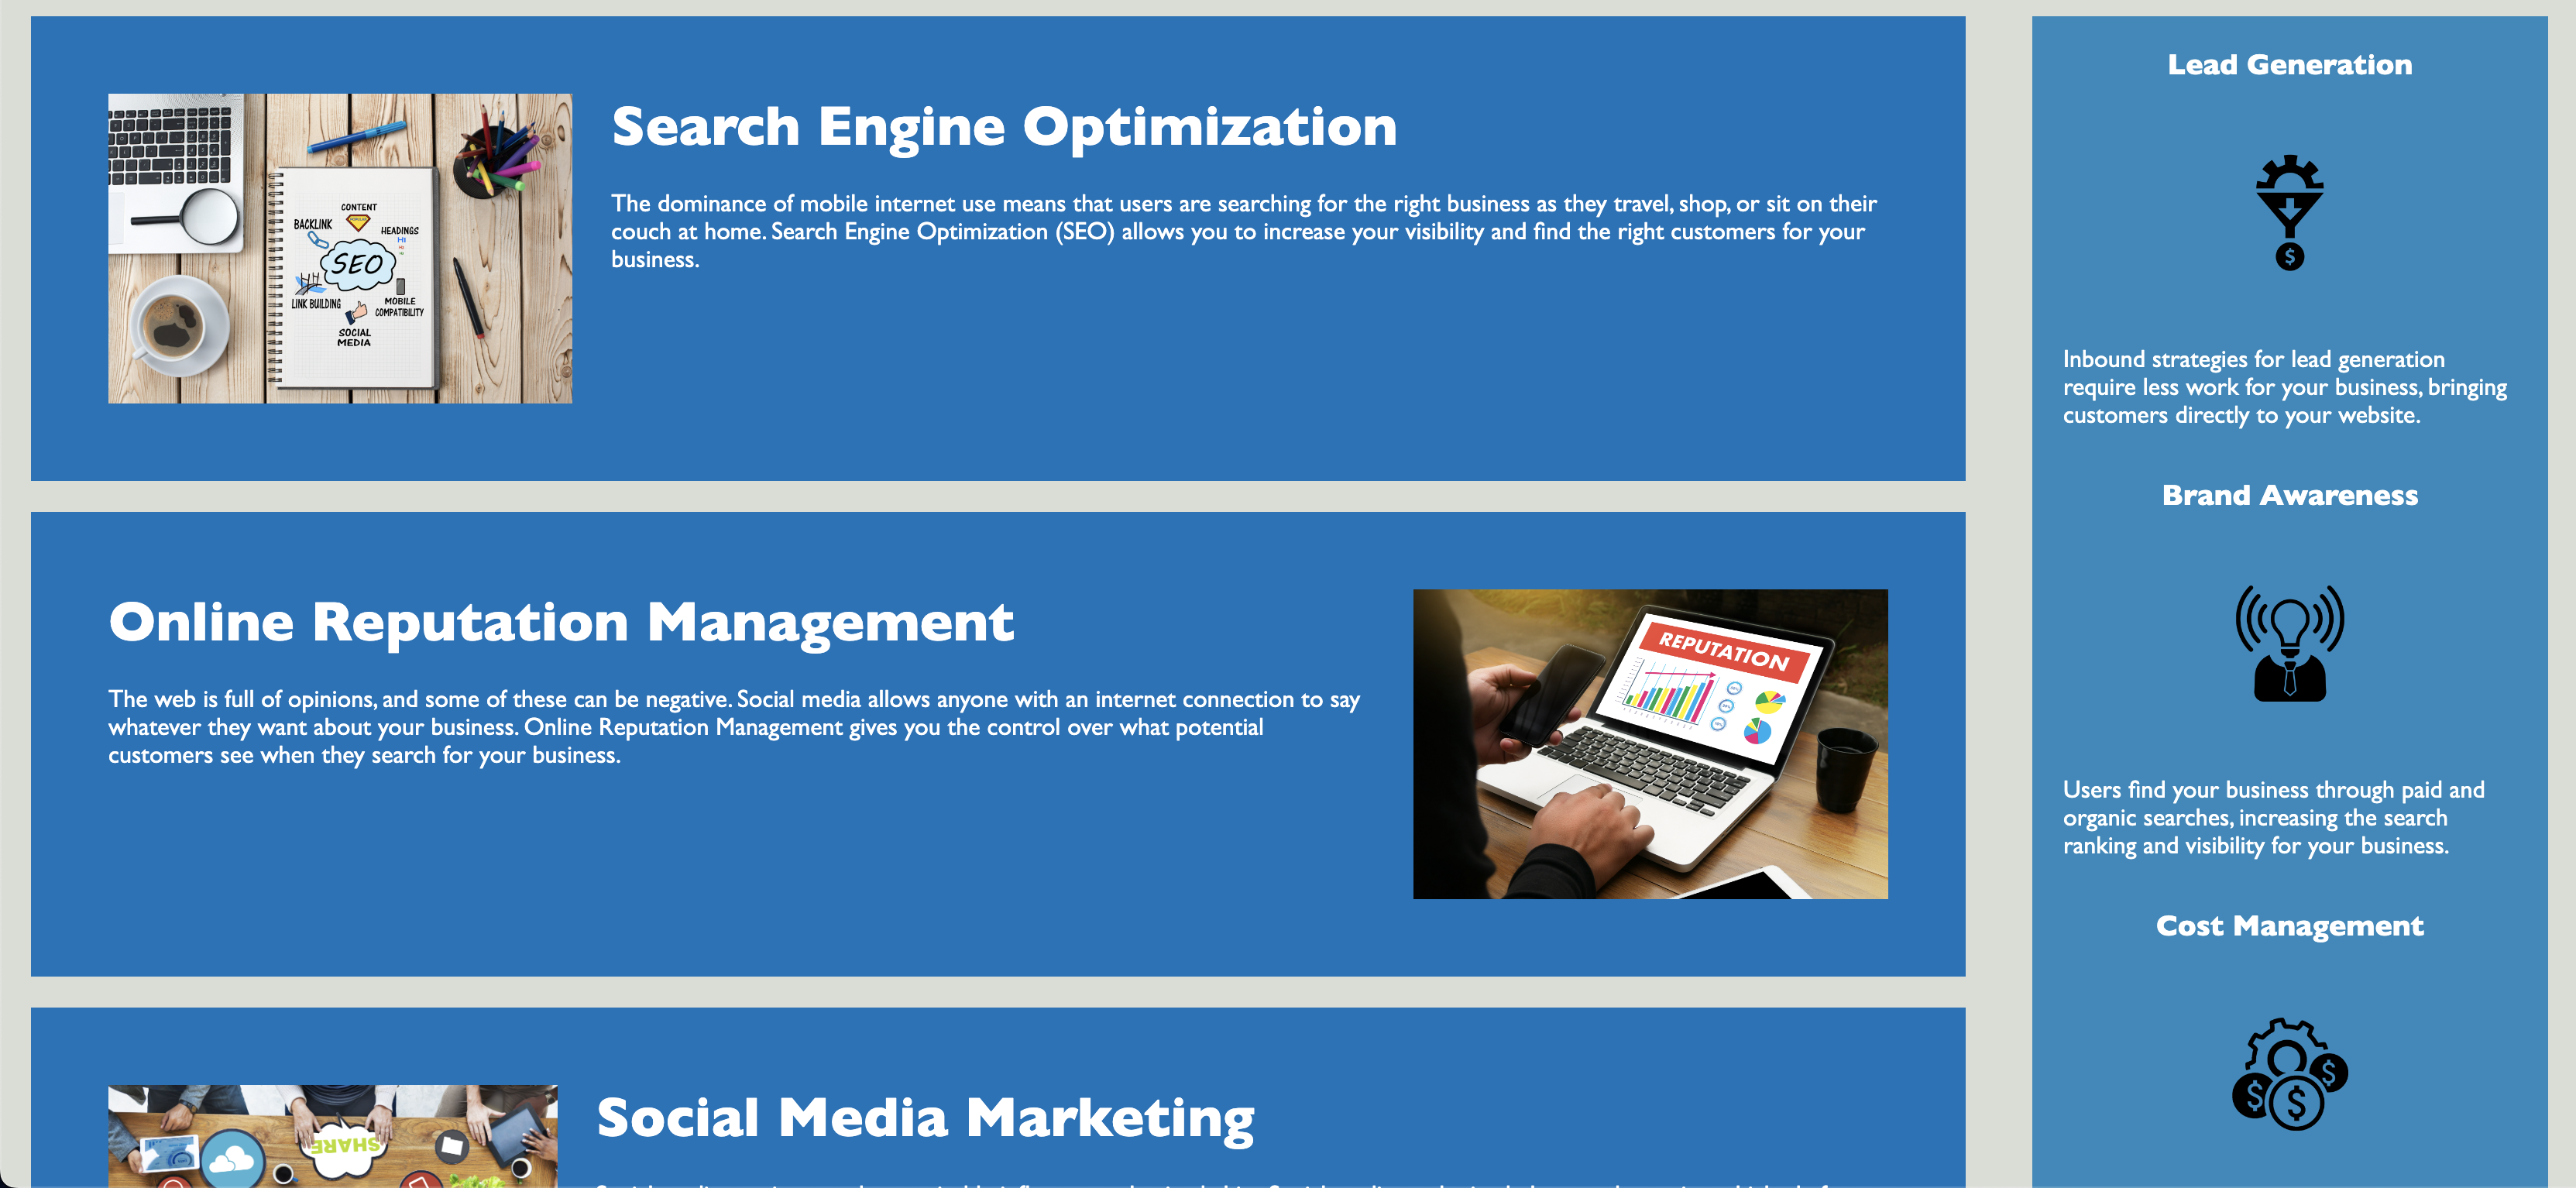 Search Engine Optimization
The dominance of mobile internet use means that users are searching for the right business as they travel, shop, or sit on their
couch at home. Search Engine Optimization (SEO) allows you to increase your visibility and find the right customers for your
business.
CONTENT
BACKLINK
HEADINGS
H1
SEO
LINK BUILDING
MOBILE
COMPATIBILITY
SOCIAL
MEDIA
Online Reputation Management
The web is full of opinions, and some of these can be negative. Social media allows anyone with an internet connection to say
whatever they want about your business. Online Reputation Management gives you the control over what potential
customers see when they search for your business.
REPUTATION
Social Media Marketing
SHARE
Lead Generation
$
Inbound strategies for lead generation
require less work for your business, bringing
customers directly to your website.
Brand Awareness
Users find your business through paid and
organic searches, increasing the search
ranking and visibility for your business.
Cost Management
$ $ $